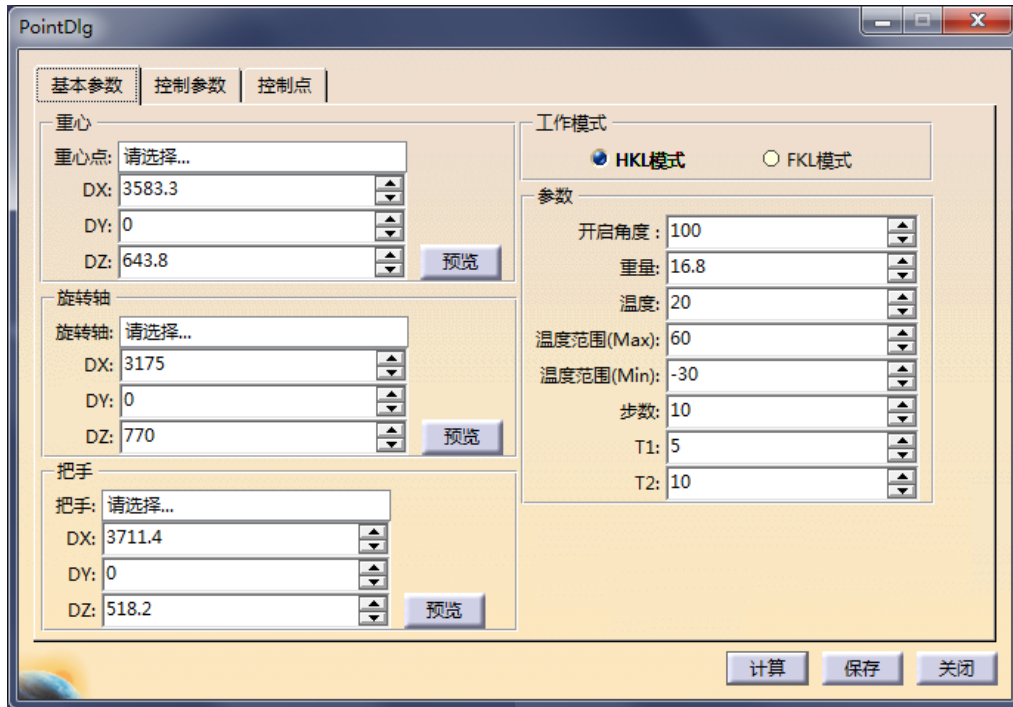 PointDlg
基本参数 控制参数 控制点
重心
重心点: 请选择...
DX: 3583.3
DY: 0
DZ: 643.8 预览
旋转轴
旋转轴: 请选择...
DX: 3175
DY: 0
DZ: 770 预览
把手
把手: 请选择...
DX: 3711.4
DY: 0
DZ: 518.2 预览
工作模式
HKL模式 FKL模式
参数
开启角度 : 100
重量: 16.8
温度: 20
温度范围(Max): 60
温度范围(Min): -30
步数: 10
T1: 5
T2: 10
计算 保存 关闭